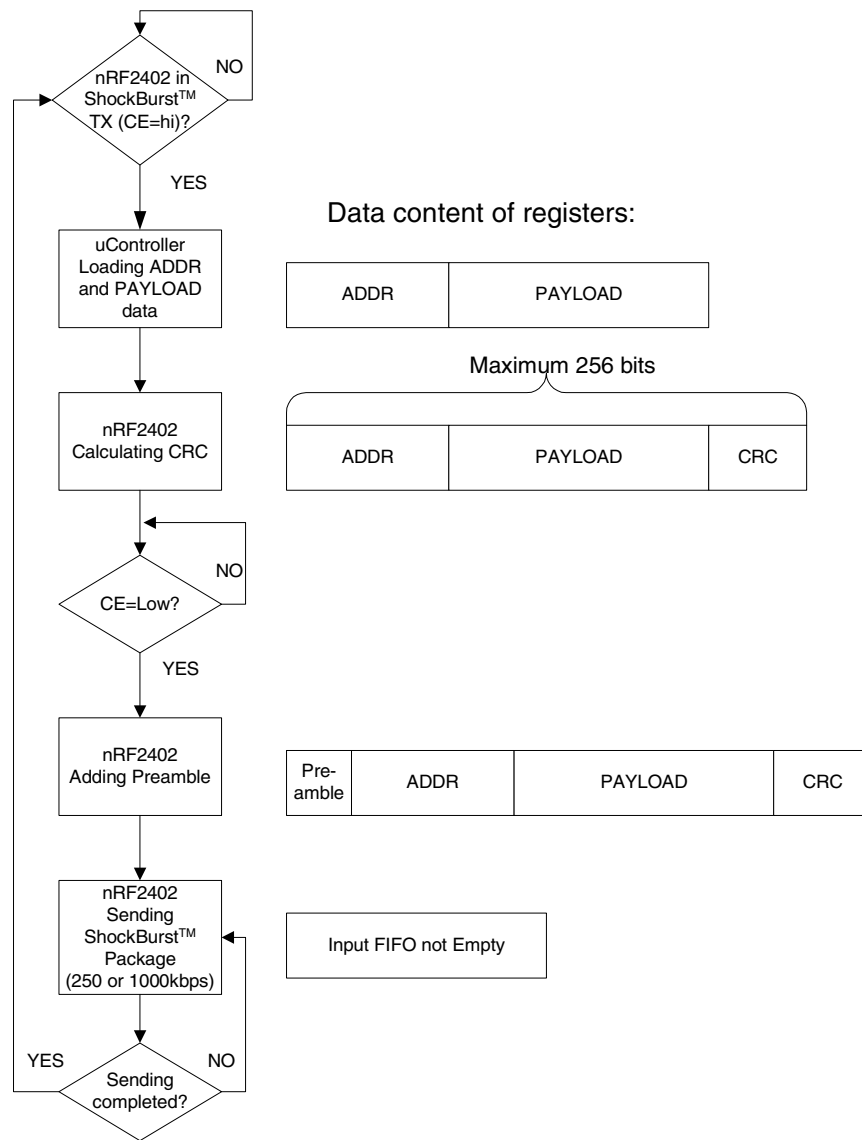 nRF2402 in
ShockBurst™
TX (CE=hi)?
NO
YES
Data content of registers:
uController
Loading ADDR
and PAYLOAD
data
ADDR
PAYLOAD
Maximum 256 bits
nRF2402
Calculating CRC
ADDR
PAYLOAD
CRC
NO
CE=Low?
YES
nRF2402
Adding Preamble
Pre-
amble
ADDR
PAYLOAD
CRC
nRF2402
Sending
ShockBurst™
Package
(250 or 1000kbps)
Input FIFO not Empty
YES
NO
Sending
completed?